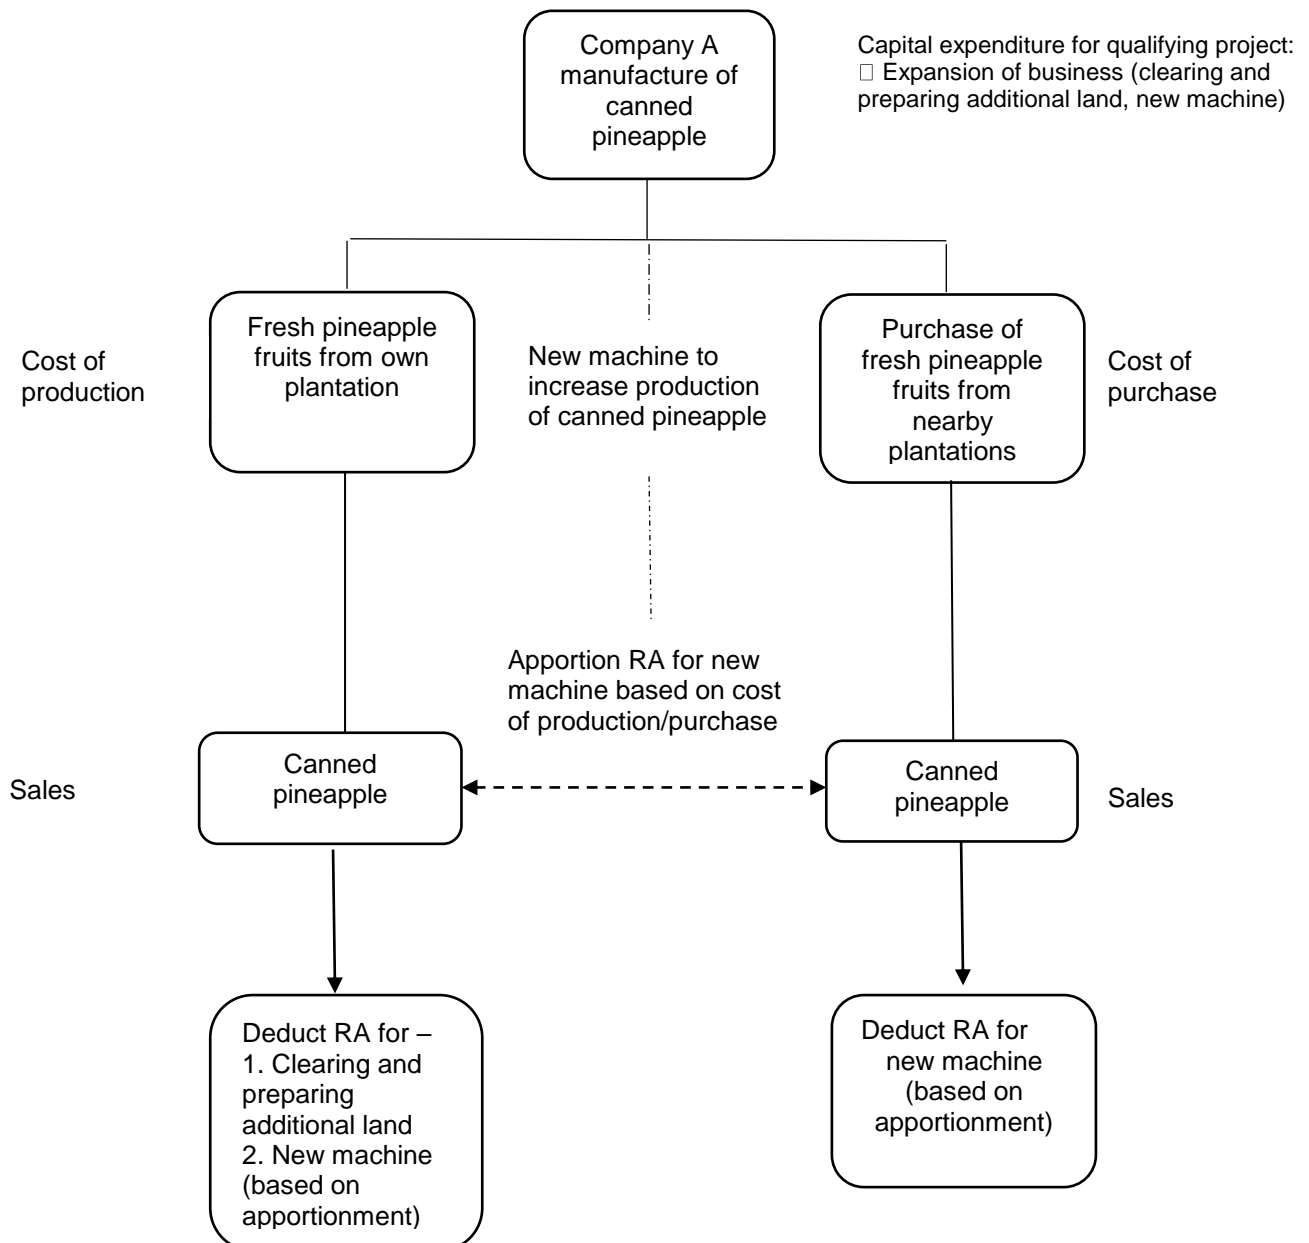 Company A
manufacture of
canned
pineapple
Capital expenditure for qualifying project:
□ Expansion of business (clearing and
preparing additional land, new machine)
Cost of
production
Fresh pineapple
fruits from own
plantation
New machine to
increase production
of canned pineapple
Purchase of
fresh pineapple
fruits from
nearby
plantations
Cost of
purchase
Apportion RA for new
machine based on cost
of production/purchase
Sales
Canned
pineapple
Canned
pineapple
Sales
Deduct RA for –
1. Clearing and
preparing
additional land
2. New machine
(based on
apportionment)
Deduct RA for
new machine
(based on
apportionment)